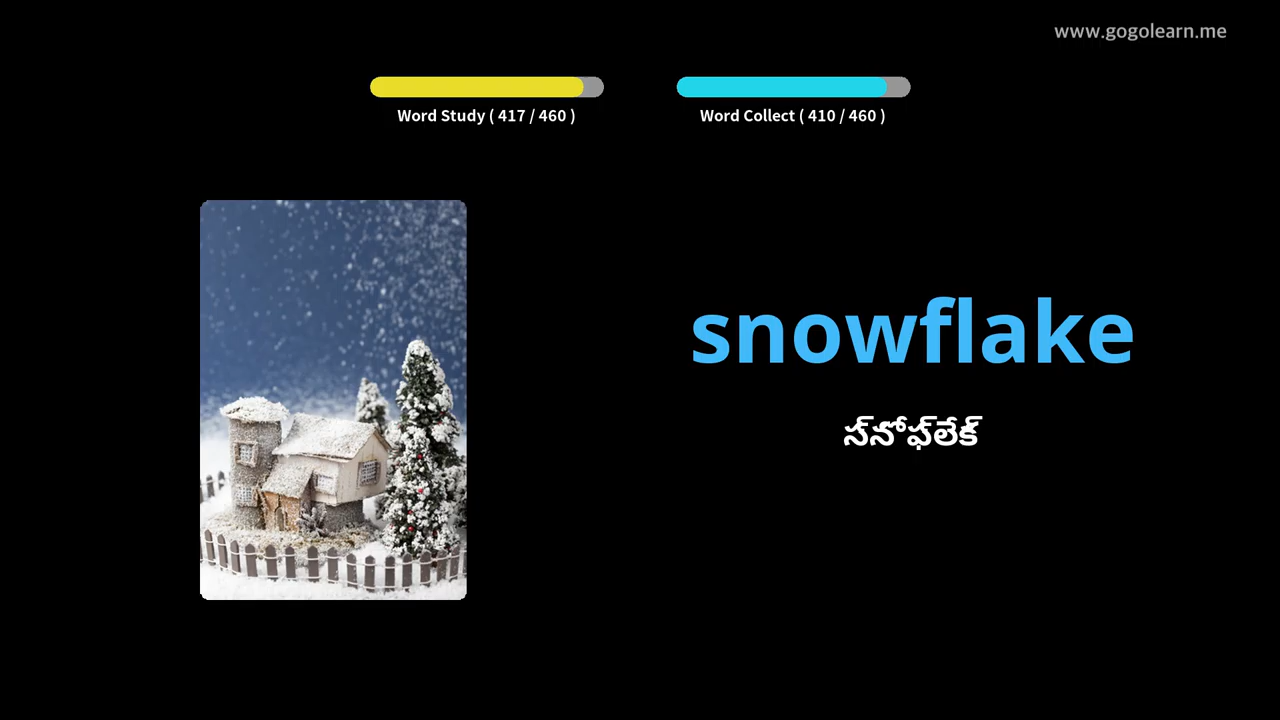 www.gogolearn.me
Word Study ( 417 / 460 )
Word Collect ( 410 / 460 )
snowflake
స్‌నోఫ్‌లేక్